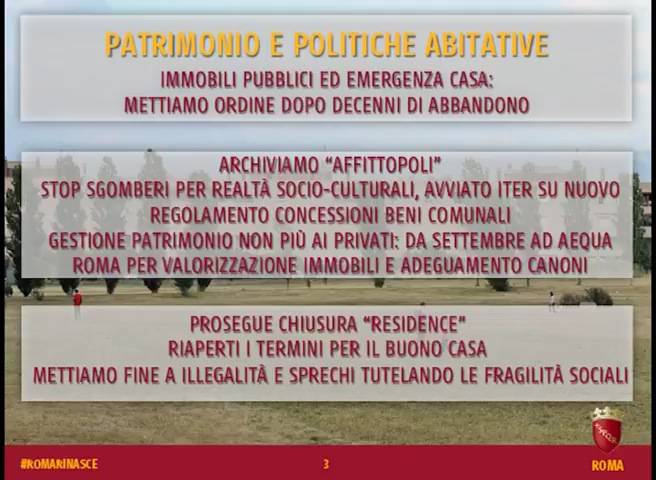 PATRIMONIO E POLITICHE ABITATIVE
IMMOBILI PUBBLICI ED EMERGENZA CASA:
METTIAMO ORDINE DOPO DECENNI DI ABBANDONO
ARCHIVIAMO “AFFITTOPOLI”
STOP SGOMBERI PER REALTÀ SOCIO-CULTURALI, AVVIATO ITER SU NUOVO
REGOLAMENTO CONCESSIONI BENI COMUNALI
GESTIONE PATRIMONIO NON PIÙ AI PRIVATI: DA SETTEMBRE AD AEQUA
ROMA PER VALORIZZAZIONE IMMOBILI E ADEGUAMENTO CANONI
PROSEGUE CHIUSURA “RESIDENCE”
RIAPERTI I TERMINI PER IL BUONO CASA
METTIAMO FINE A ILLEGALITÀ E SPRECHI TUTELANDO LE FRAGILITÀ SOCIALI
#ROMARINASCE
3
ROMA